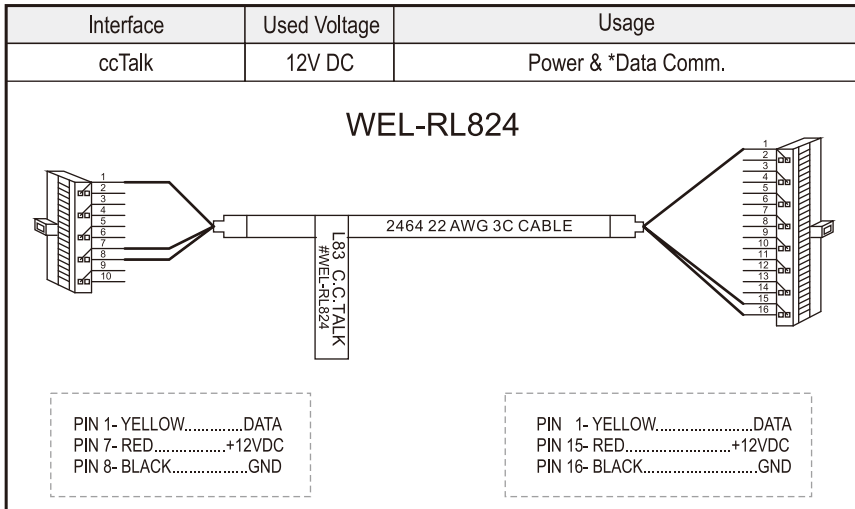 Interface Used Voltage Usage
ccTalk 12V DC Power & *Data Comm.
WEL-RL824
1
2
3
4
5
6
7
8
9
10
2464 22 AWG 3C CABLE
L83 C.C.TALK
#WEL-RL824
1
2
3
4
5
6
7
8
9
10
11
12
13
14
15
16
PIN 1- YELLOW.............DATA
PIN 7- RED................+12VDC
PIN 8- BLACK.................GND
PIN 1- YELLOW......................DATA
PIN 15- RED.......................+12VDC
PIN 16- BLACK.........................GND